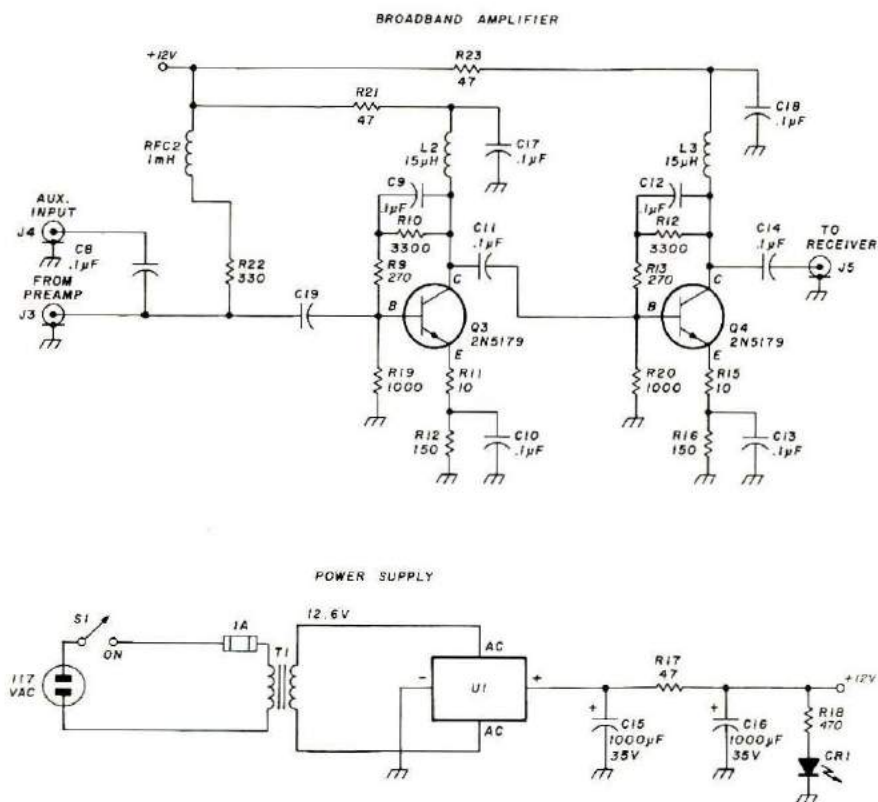 BROADBAND AMPLIFIER
+12V
R23
47
R21
47
C18
.1µF
RFC2
1mH
L2
15µH
C17
.1µF
L3
15µH
C9
.1µF
C12
.1µF
AUX.
INPUT
J4
C8
.1µF
R10
3300
C11
.1µF
R12
3300
C14
.1µF
TO
RECEIVER
J5
FROM
PREAMP
J3
R22
330
R9
270
R13
270
C19
B
C
E
Q3
2N5179
B
C
E
Q4
2N5179
R19
1000
R11
10
R20
1000
R15
10
R12
150
C10
.1µF
R16
150
C13
.1µF
POWER SUPPLY
S1
ON
1A
T1
12.6V
117
VAC
AC
-
U1
+
AC
R17
47
+12V
+
C15
1000µF
35V
+
C16
1000µF
35V
R18
470
CR1